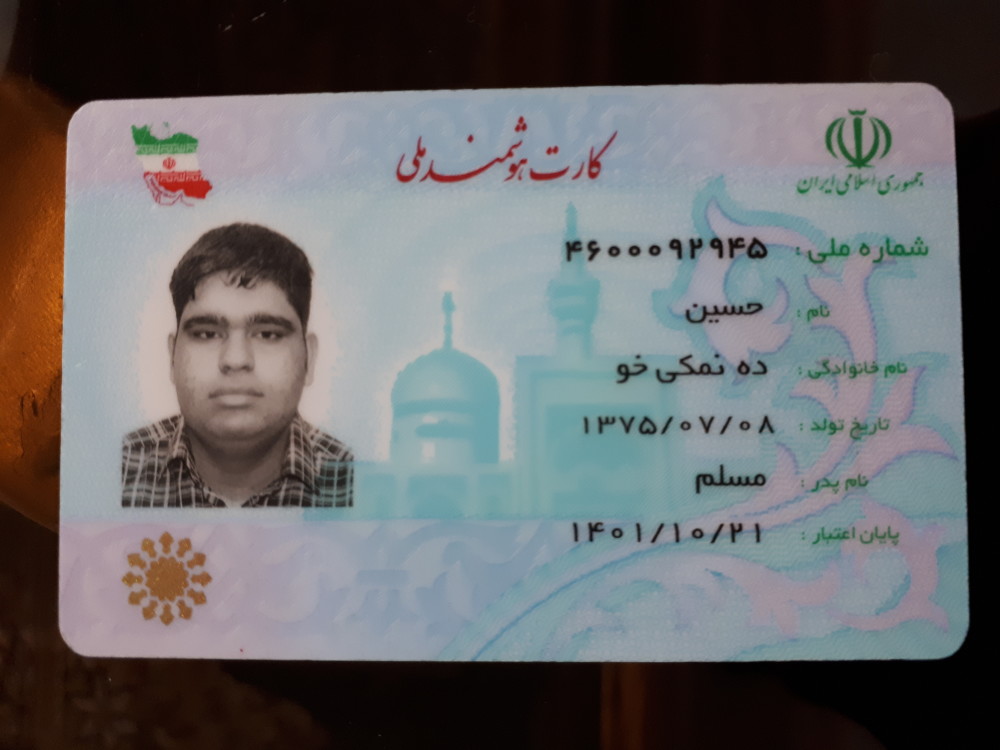 کارت هوشمند ملی
جمهوری اسلامی ایران
شماره ملی : ۴۶۰۰۰۹۲۹۴۵
نام : حسین
نام خانوادگی : ده نمکی خو
تاریخ تولد : ۱۳۷۵/۰۷/۰۸
نام پدر : مسلم
پایان اعتبار : ۱۴۰۱/۱۰/۲۱